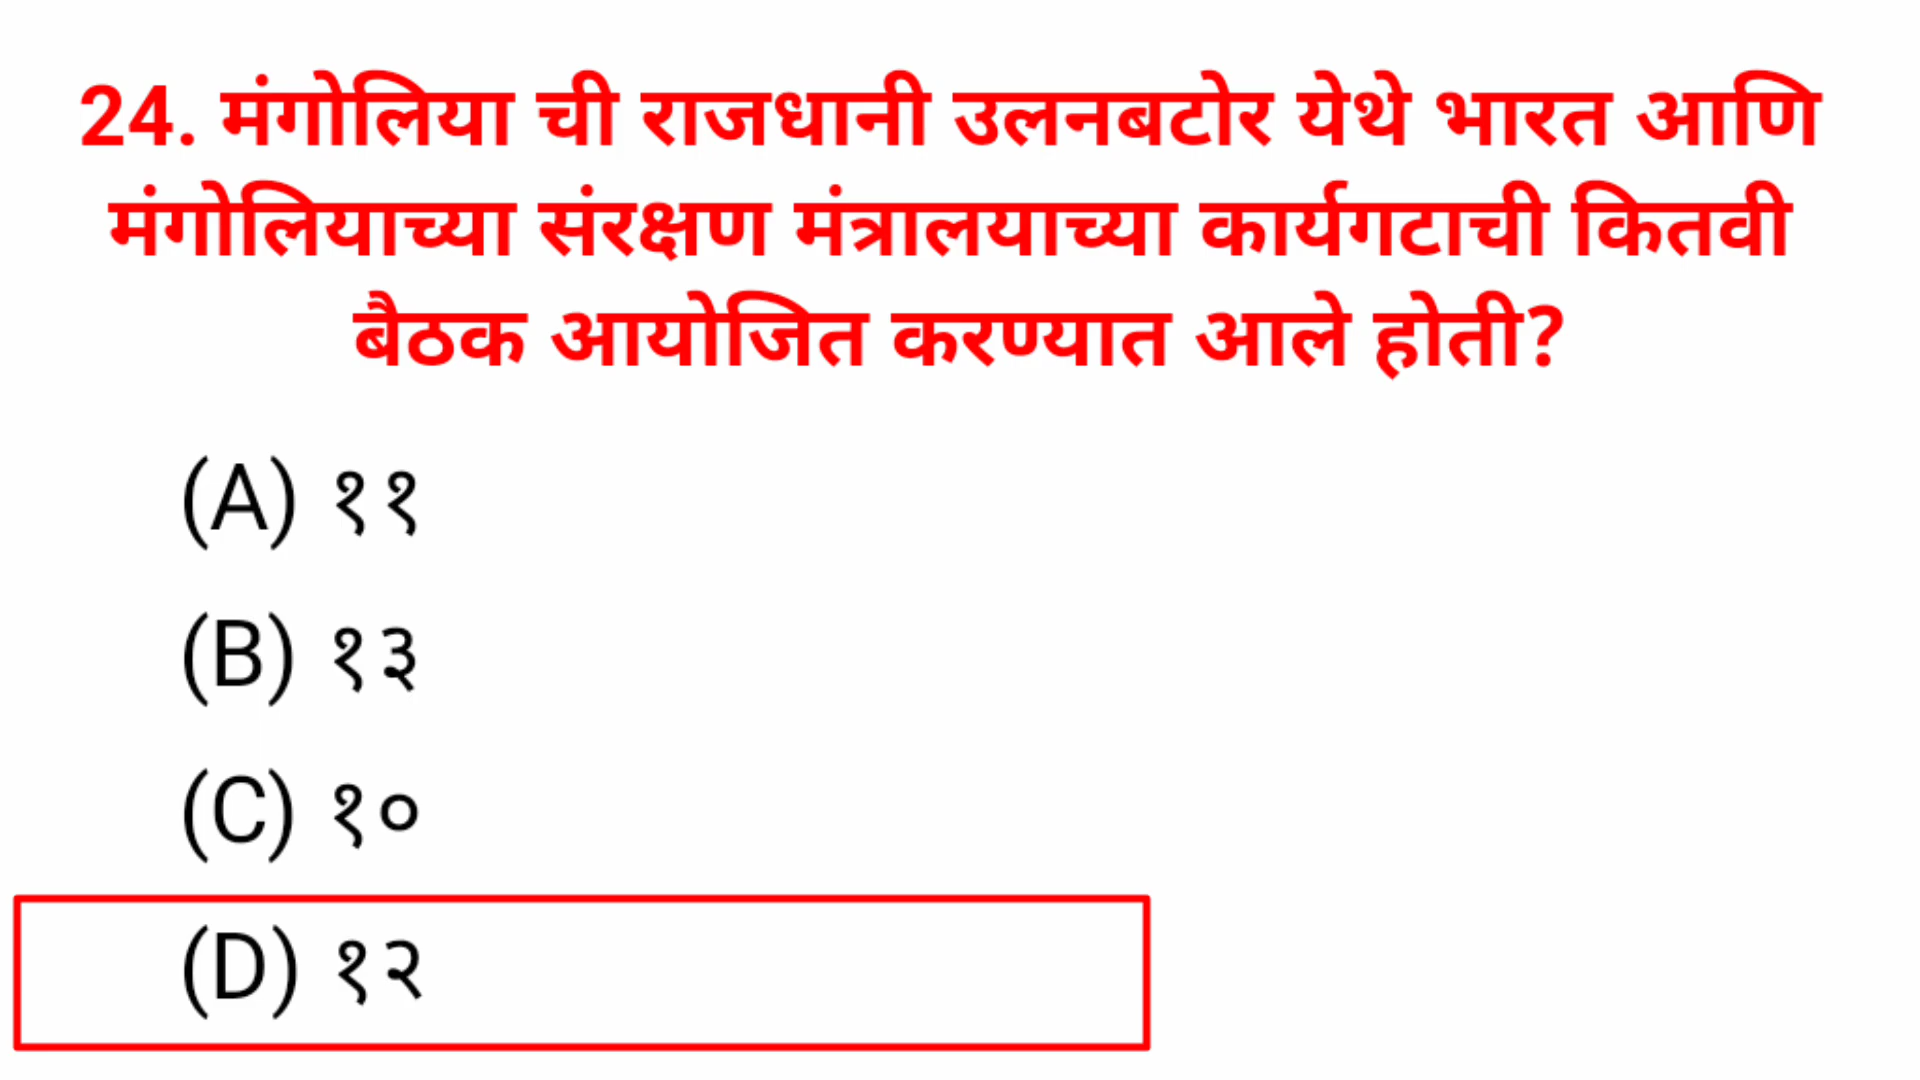 24. मंगोलिया ची राजधानी उलनबटोर येथे भारत आणि
मंगोलियाच्या संरक्षण मंत्रालयाच्या कार्यगटाची कितवी
बैठक आयोजित करण्यात आले होती?
(A) ११
(B) १३
(C) १०
(D) १२